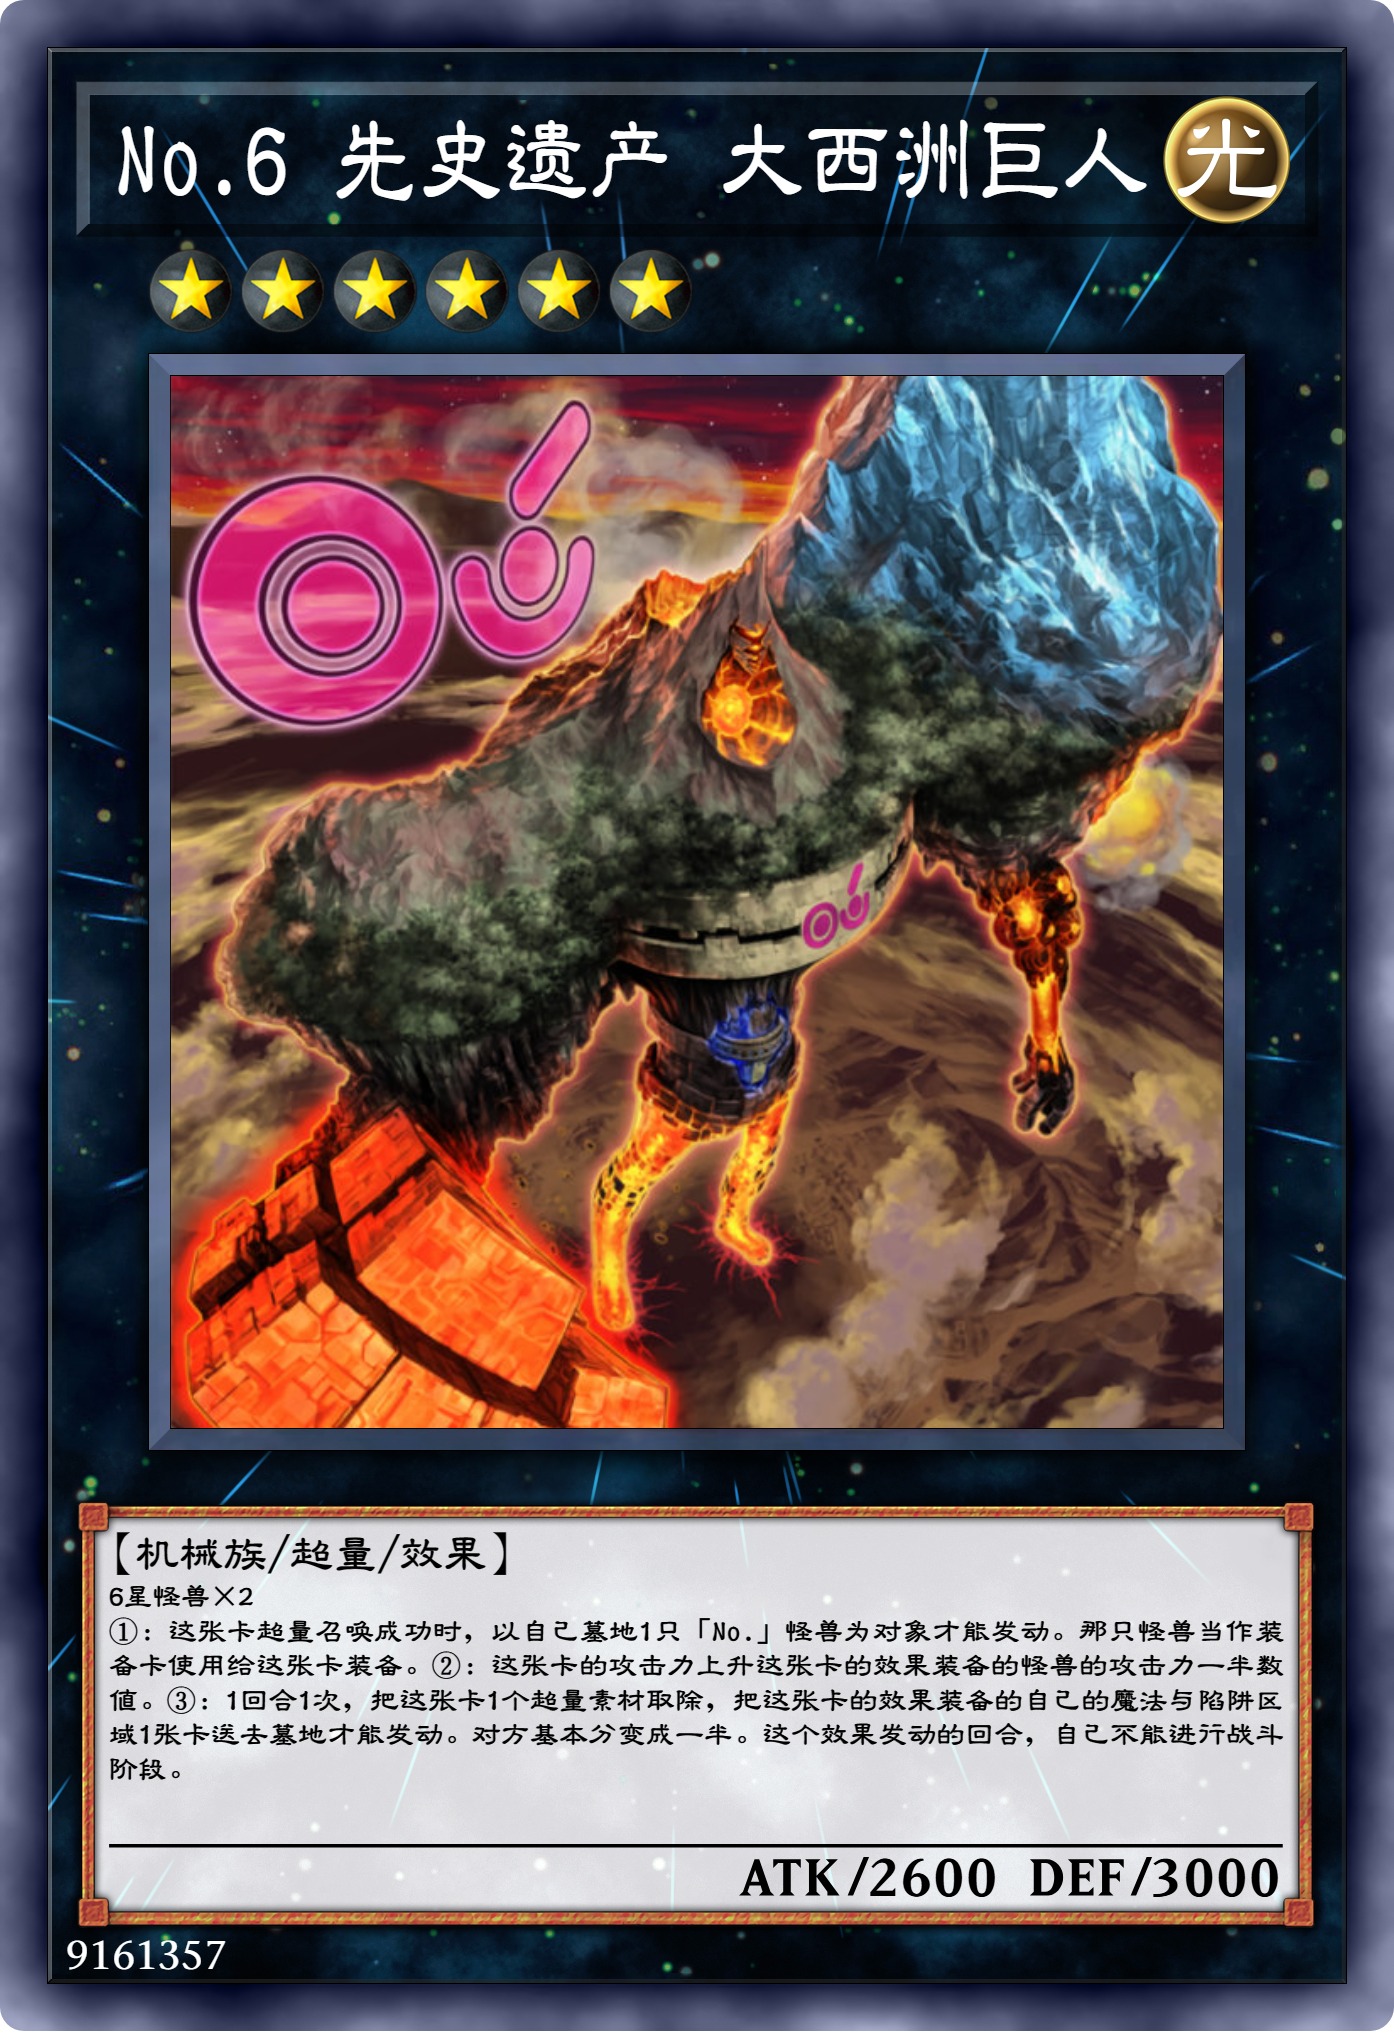 No.6 先史遗产 大西洲巨人 光
【机械族/超量/效果】
6星怪兽×2
①：这张卡超量召唤成功时，以自己墓地1只「No.」怪兽为对象才能发动。那只怪兽当作装
备卡使用给这张卡装备。②：这张卡的攻击力上升这张卡的效果装备的怪兽的攻击力一半数
值。③：1回合1次，把这张卡1个超量素材取除，把这张卡的效果装备的自己的魔法与陷阱区
域1张卡送去墓地才能发动。对方基本分变成一半。这个效果发动的回合，自己不能进行战斗
阶段。
ATK/2600 DEF/3000
9161357